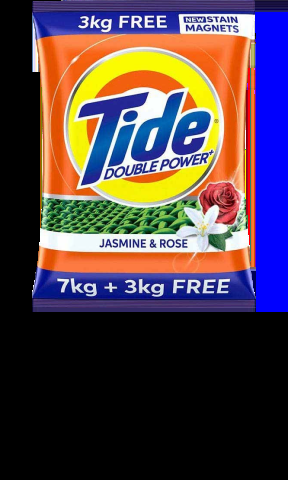 3kg FREE
NEW STAIN
MAGNETS
Tide
DOUBLE POWER+
JASMINE & ROSE
7kg + 3kg FREE